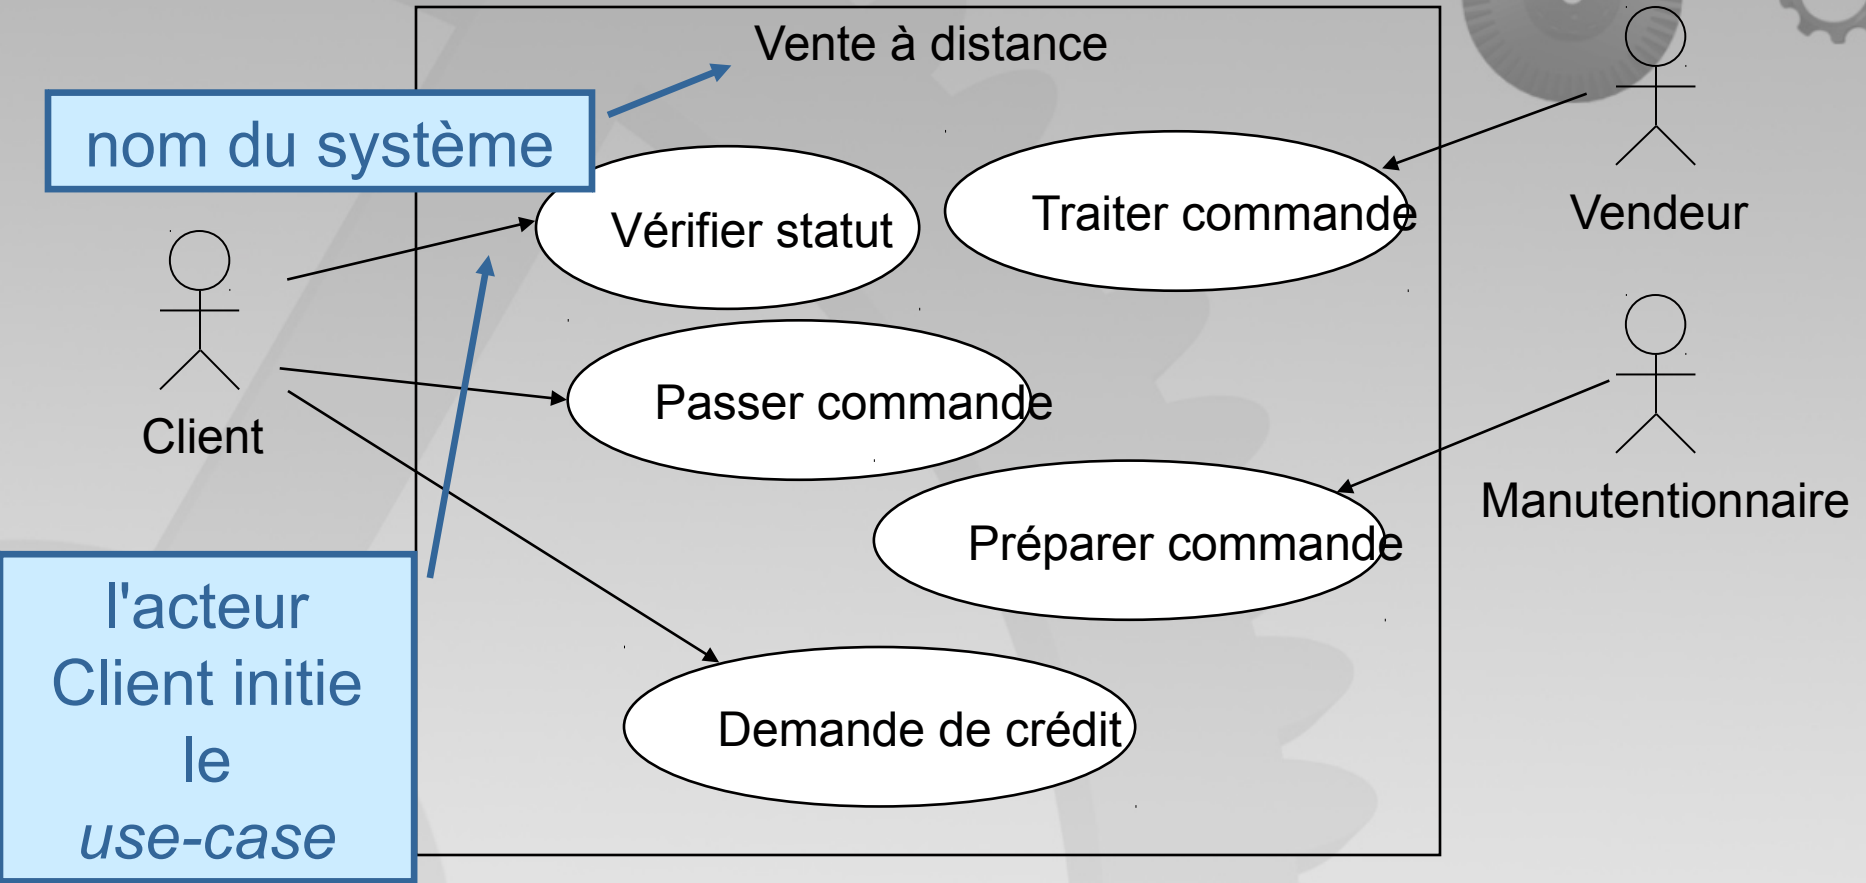 Vente à distance
nom du système
Vérifier statut
Traiter commande
Vendeur
Client
Passer commande
Manutentionnaire
Préparer commande
l'acteur
Client initie
le
use-case
Demande de crédit